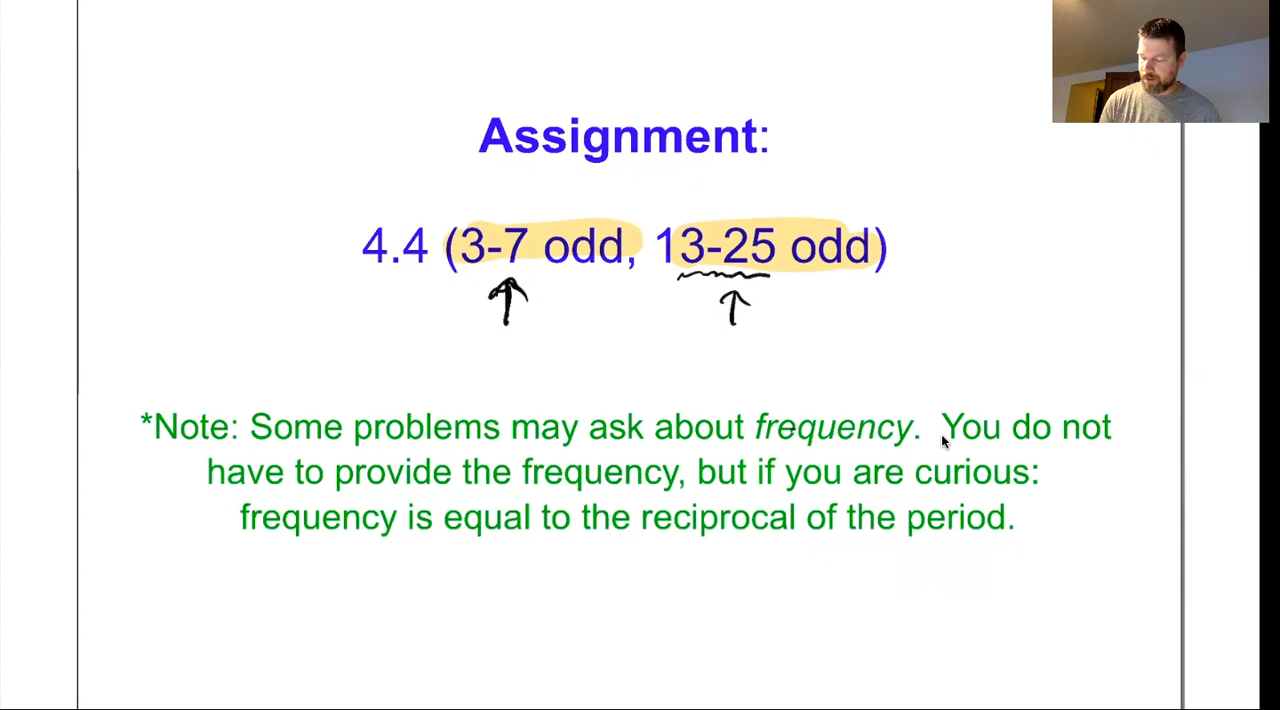 Assignment:
4.4 (3-7 odd, 13-25 odd)
*Note: Some problems may ask about frequency. You do not
have to provide the frequency, but if you are curious:
frequency is equal to the reciprocal of the period.